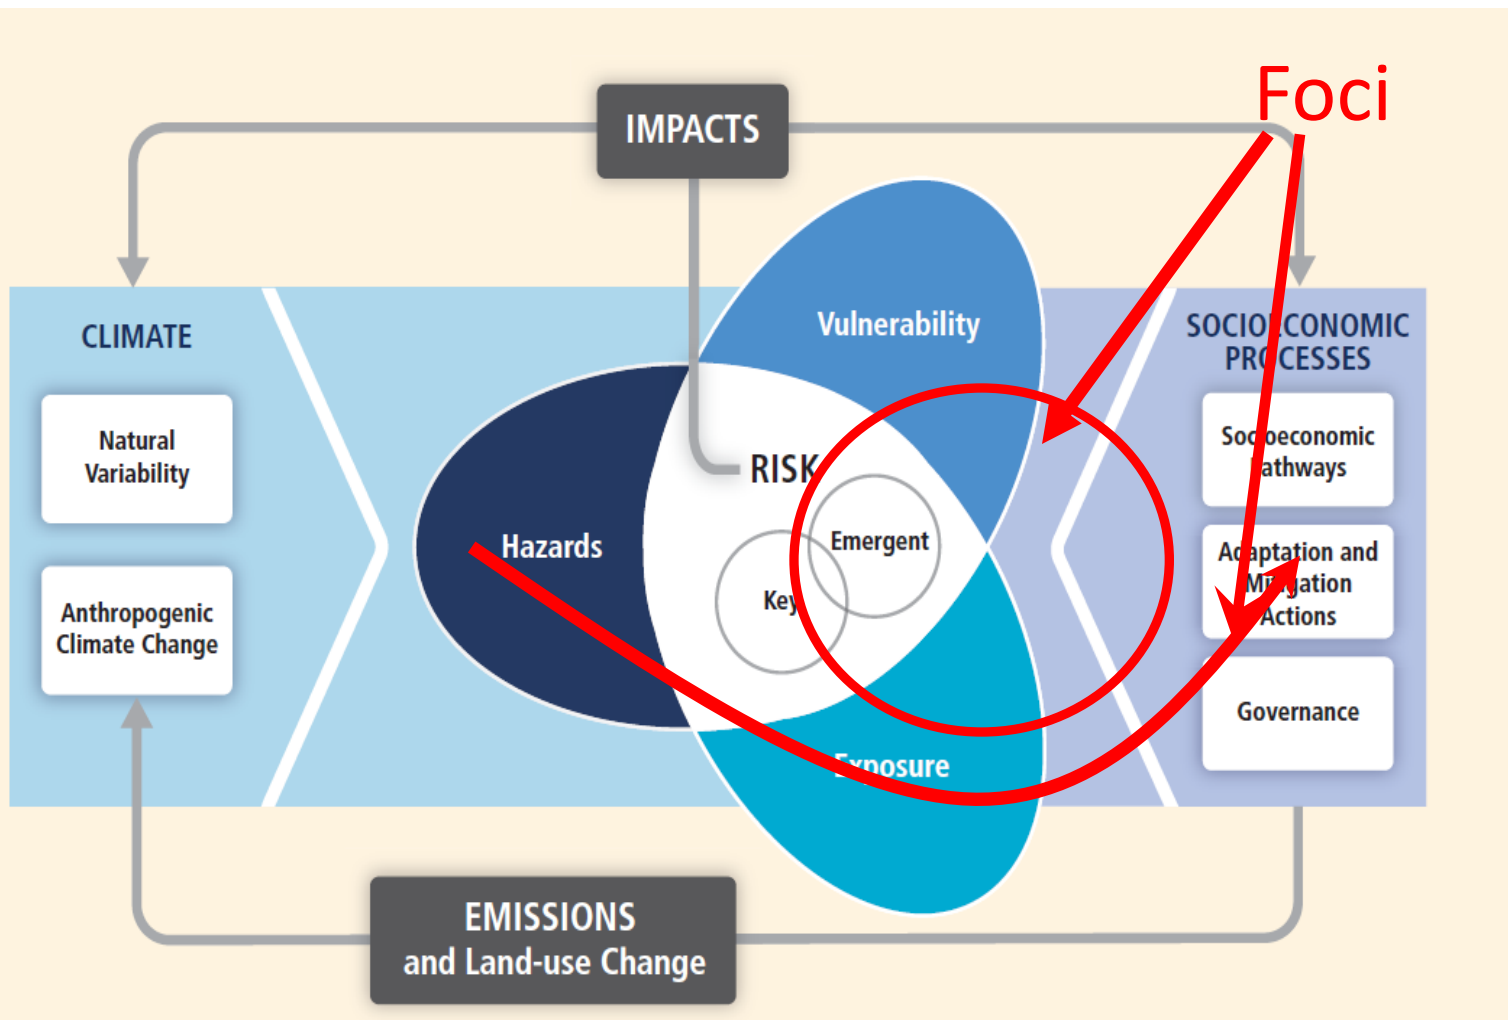 Foci
IMPACTS
CLIMATE
Natural
Variability
Anthropogenic
Climate Change
Vulnerability
Hazards
RISK
Emergent
Key
Exposure
SOCIOECONOMIC
PROCESSES
Socioeconomic
Pathways
Adaptation and
Mitigation
Actions
Governance
EMISSIONS
and Land-use Change